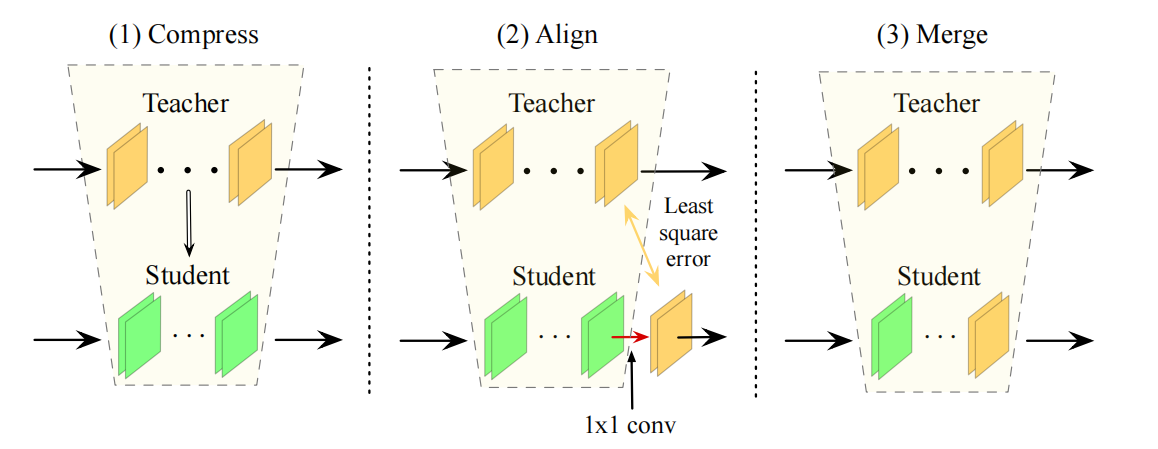 (1) Compress
(2) Align
(3) Merge
Teacher
Teacher
Teacher
Least
square
error
Student
Student
Student
1x1 conv